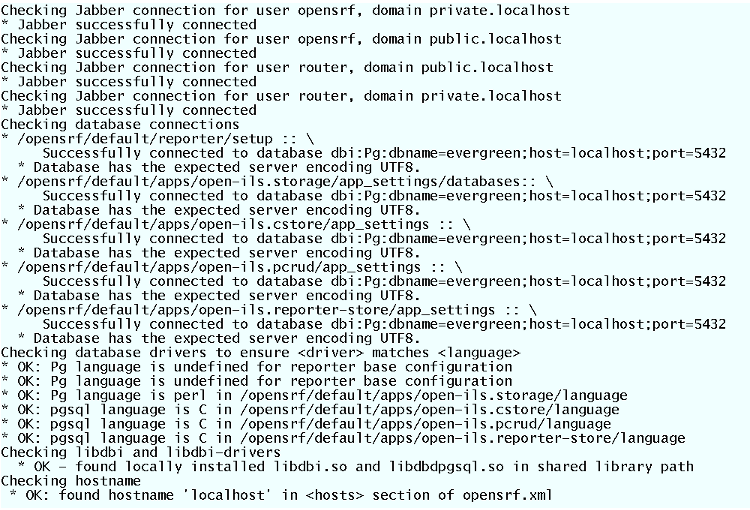 Checking Jabber connection for user opensrf, domain private.localhost
* Jabber successfully connected
Checking Jabber connection for user opensrf, domain public.localhost
* Jabber successfully connected
Checking Jabber connection for user router, domain public.localhost
* Jabber successfully connected
Checking Jabber connection for user router, domain private.localhost
* Jabber successfully connected
Checking database connections
* /opensrf/default/reporter/setup :: \
Successfully connected to database dbi:Pg:dbname=evergreen;host=localhost;port=5432
* Database has the expected server encoding UTF8.
* /opensrf/default/apps/open-ils.storage/app_settings/databases:: \
Successfully connected to database dbi:Pg:dbname=evergreen;host=localhost;port=5432
* Database has the expected server encoding UTF8.
* /opensrf/default/apps/open-ils.cstore/app_settings :: \
Successfully connected to database dbi:Pg:dbname=evergreen;host=localhost;port=5432
* Database has the expected server encoding UTF8.
* /opensrf/default/apps/open-ils.pcrud/app_settings :: \
Successfully connected to database dbi:Pg:dbname=evergreen;host=localhost;port=5432
* Database has the expected server encoding UTF8.
* /opensrf/default/apps/open-ils.reporter-store/app_settings :: \
Successfully connected to database dbi:Pg:dbname=evergreen;host=localhost;port=5432
* Database has the expected server encoding UTF8.
Checking database drivers to ensure <driver> matches <language>
* OK: Pg language is undefined for reporter base configuration
* OK: Pg language is undefined for reporter base configuration
* OK: Pg language is perl in /opensrf/default/apps/open-ils.storage/language
* OK: pgsql language is C in /opensrf/default/apps/open-ils.cstore/language
* OK: pgsql language is C in /opensrf/default/apps/open-ils.pcrud/language
* OK: pgsql language is C in /opensrf/default/apps/open-ils.reporter-store/language
Checking libdbi and libdbi-drivers
* OK - found locally installed libdbi.so and libdbdpgsql.so in shared library path
Checking hostname
* OK: found hostname 'localhost' in <hosts> section of opensrf.xml